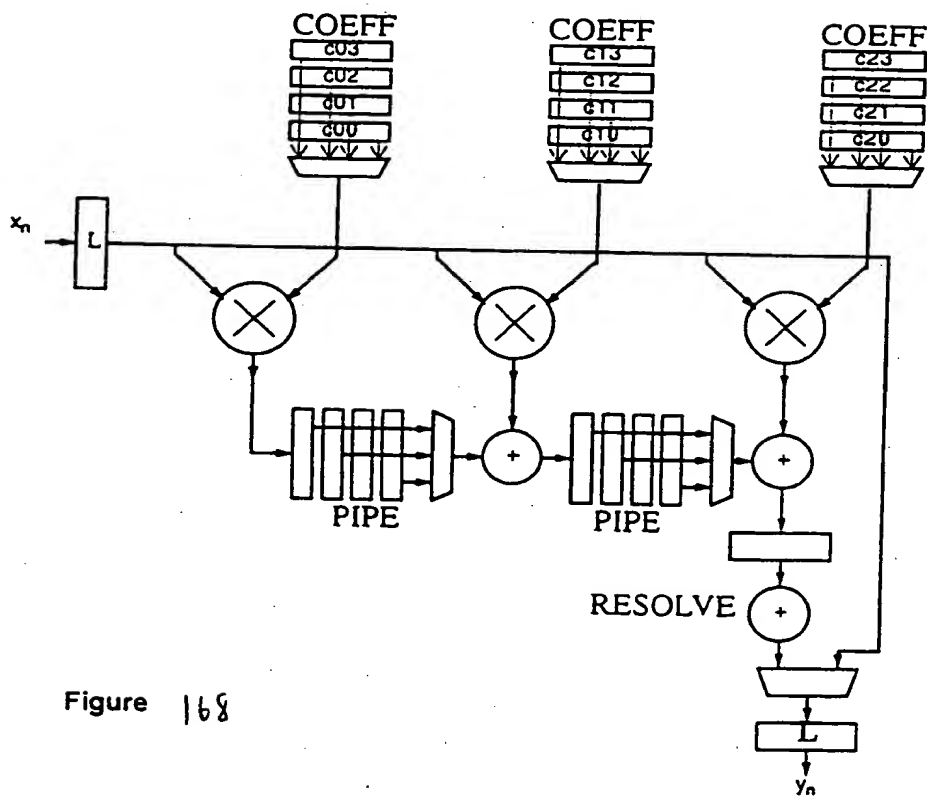 COEFF
c03
c02
c01
c00
COEFF
c13
c12
c11
c10
COEFF
c23
c22
c21
c20
xn
L
+
+
PIPE
PIPE
RESOLVE
+
L
yn
Figure 168